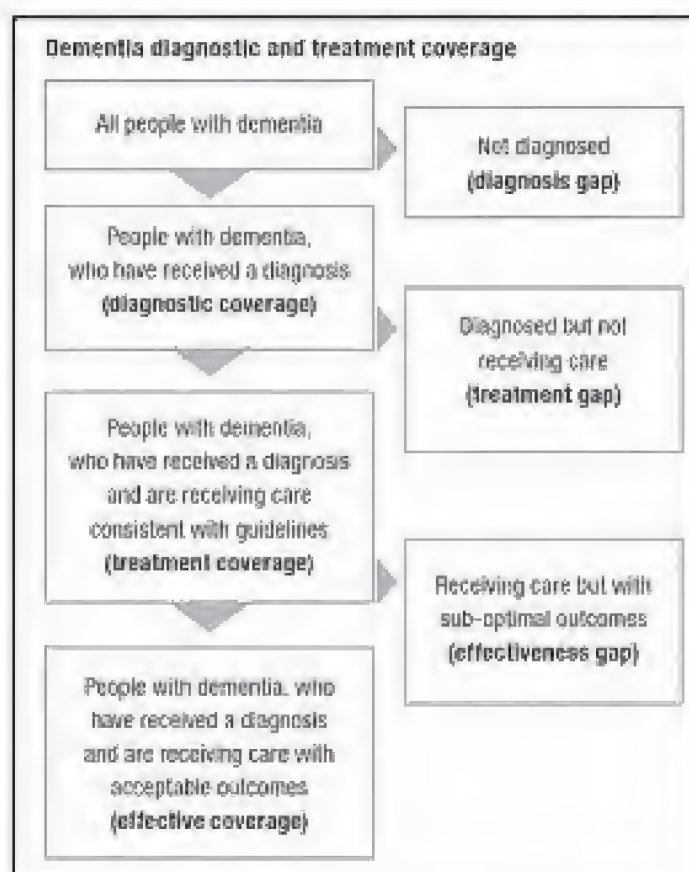 Dementia diagnostic and treatment coverage
All people with dementia
Not diagnosed
(diagnosis gap)
People with dementia,
who have received a diagnosis
(diagnostic coverage)
Diagnosed but not
receiving care
(treatment gap)
People with dementia,
who have received a diagnosis
and are receiving care
consistent with guidelines
(treatment coverage)
Receiving care but with
sub-optimal outcomes
(effectiveness gap)
People with dementia, who
have received a diagnosis
and are receiving care with
acceptable outcomes
(effective coverage)